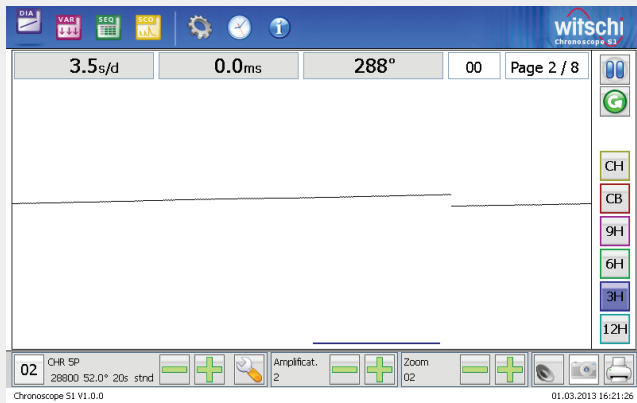 DIA
VAR
SEQ
SCO
witschi
Chronoscope S1
3.5s/d
0.0ms
288°
00
Page 2 / 8
CH
CB
9H
6H
3H
12H
02
CHR 5P
28800 52.0° 20s stnd
Amplificat.
2
Zoom
02
Chronoscope S1 V1.0.0
01.03.2013 16:21:26